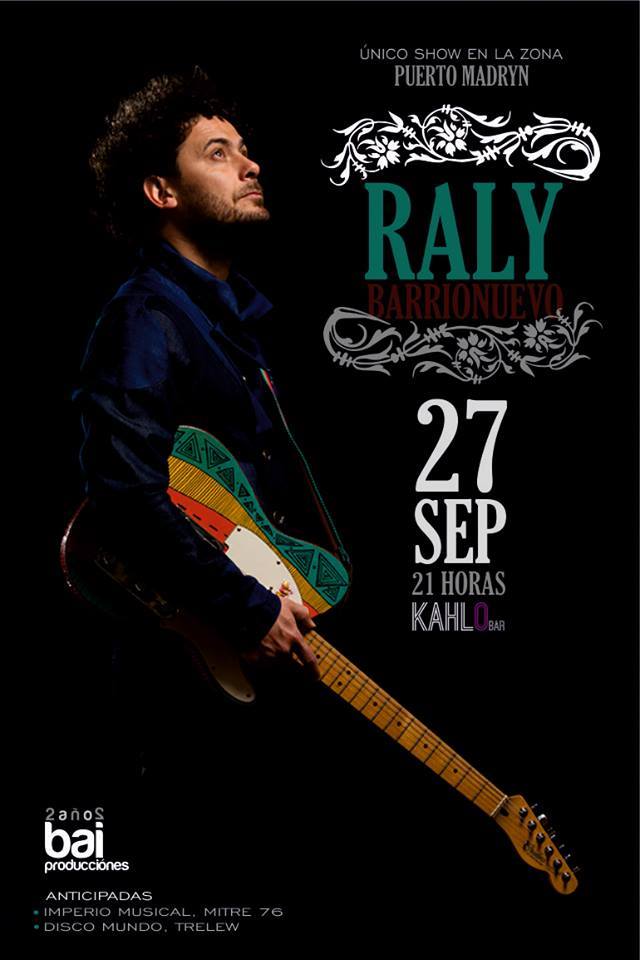 ÚNICO SHOW EN LA ZONA
PUERTO MADRYN
RALY
BARRIONUEVO
27
SEP
21 HORAS
KAHLO BAR
2 años
bai
producciónes
ANTICIPADAS
• IMPERIO MUSICAL, MITRE 76
• DISCO MUNDO, TRELEW